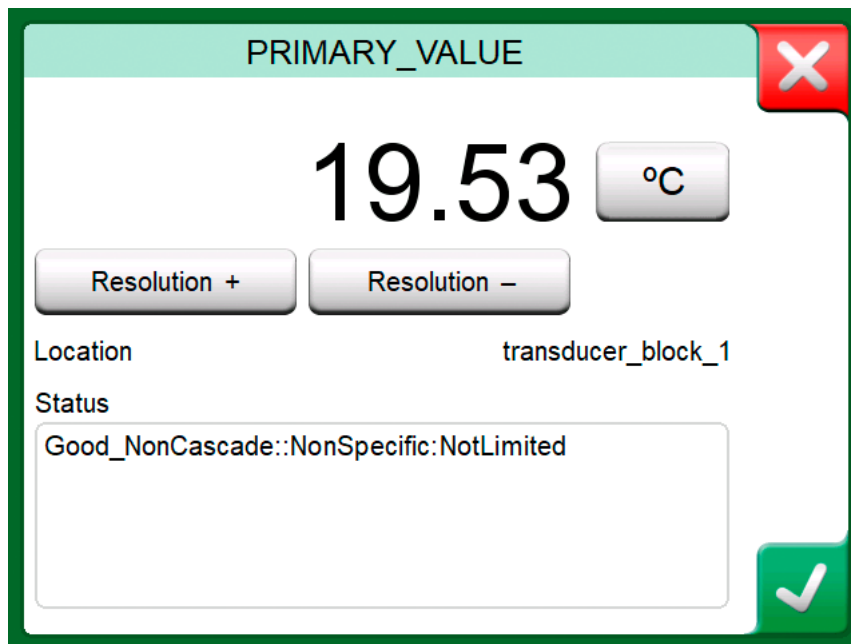 PRIMARY_VALUE
19.53 ºC
Resolution + Resolution –
Location transducer_block_1
Status
Good_NonCascade::NonSpecific:NotLimited